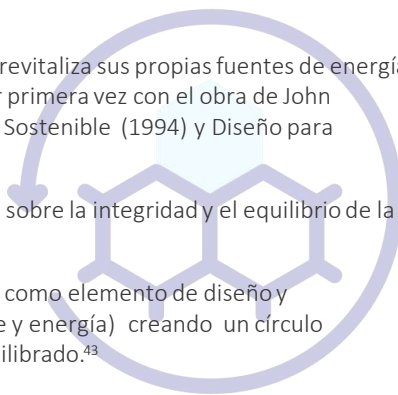 revitaliza sus propias fuentes de energía
primera vez con el obra de John
Sostenible (1994) y Diseño para
sobre la integridad y el equilibrio de la
como elemento de diseño y
e y energía) creando un círculo
ilibrado.⁴³